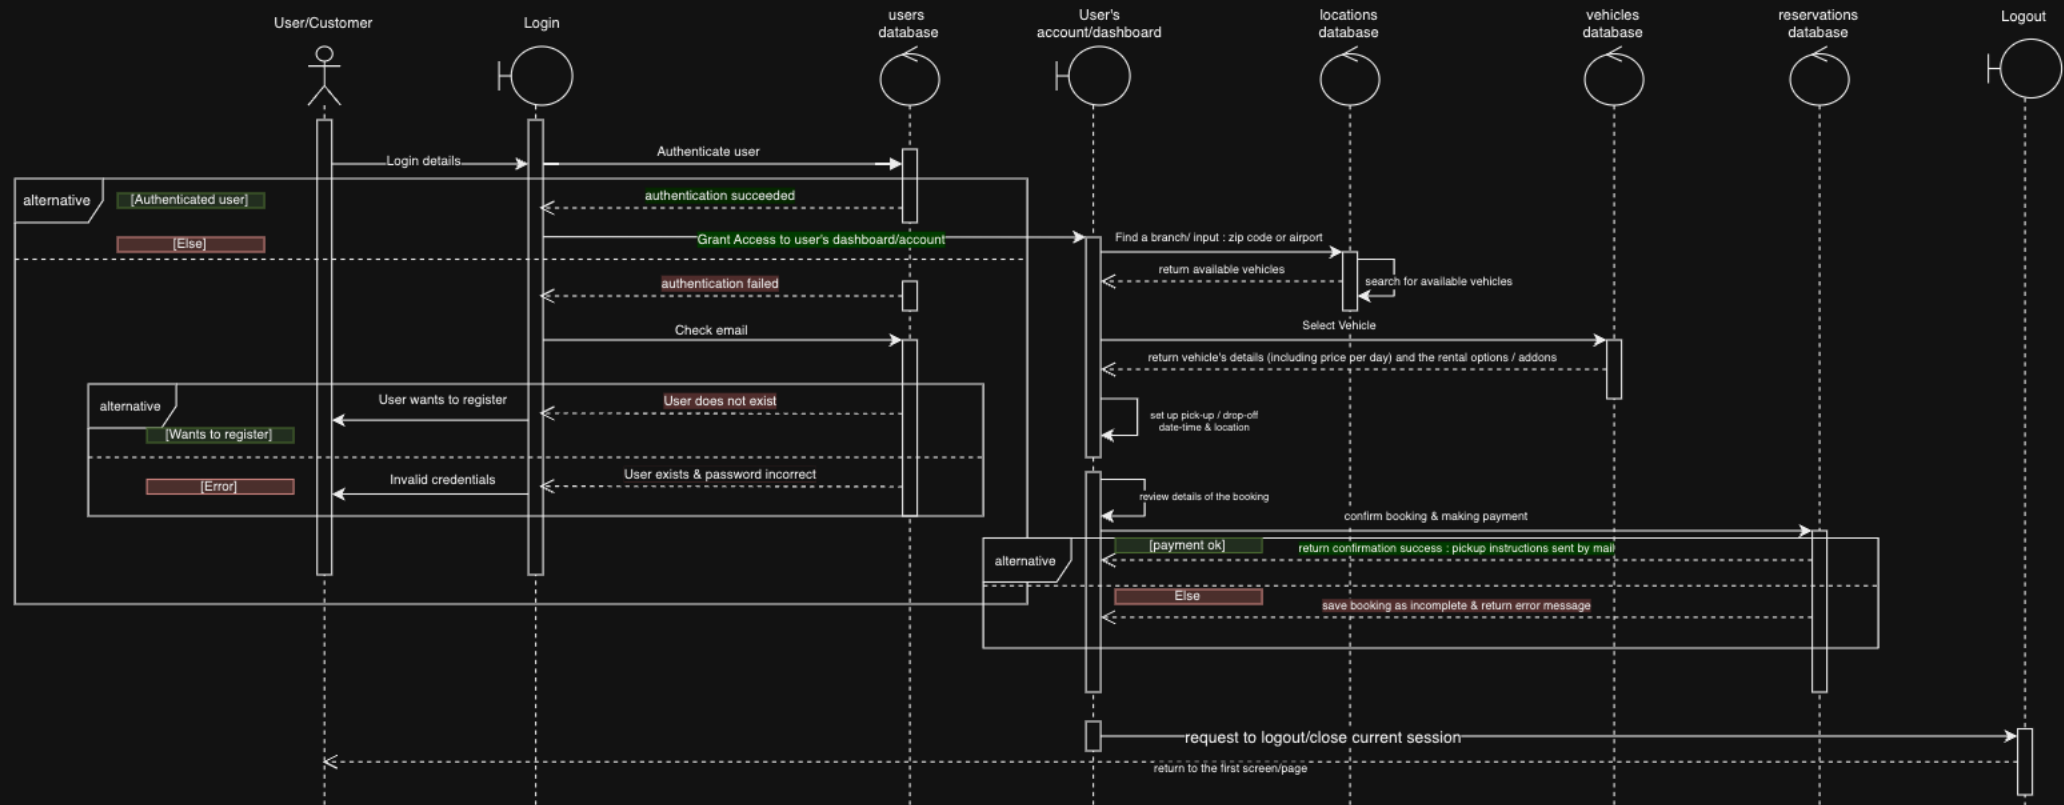 User/Customer
Login
users
database
User's
account/dashboard
locations
database
vehicles
database
reservations
database
Logout
Login details
Authenticate user
alternative
[Authenticated user]
authentication succeeded
[Else]
Grant Access to user's dashboard/account
Find a branch/ input : zip code or airport
return available vehicles
search for available vehicles
authentication failed
Check email
Select Vehicle
return vehicle's details (including price per day) and the rental options / addons
alternative
User wants to register
User does not exist
set up pick-up / drop-off
date-time & location
[Wants to register]
[Error]
Invalid credentials
User exists & password incorrect
review details of the booking
confirm booking & making payment
alternative
[payment ok]
return confirmation success : pickup instructions sent by mail
Else
save booking as incomplete & return error message
request to logout/close current session
return to the first screen/page